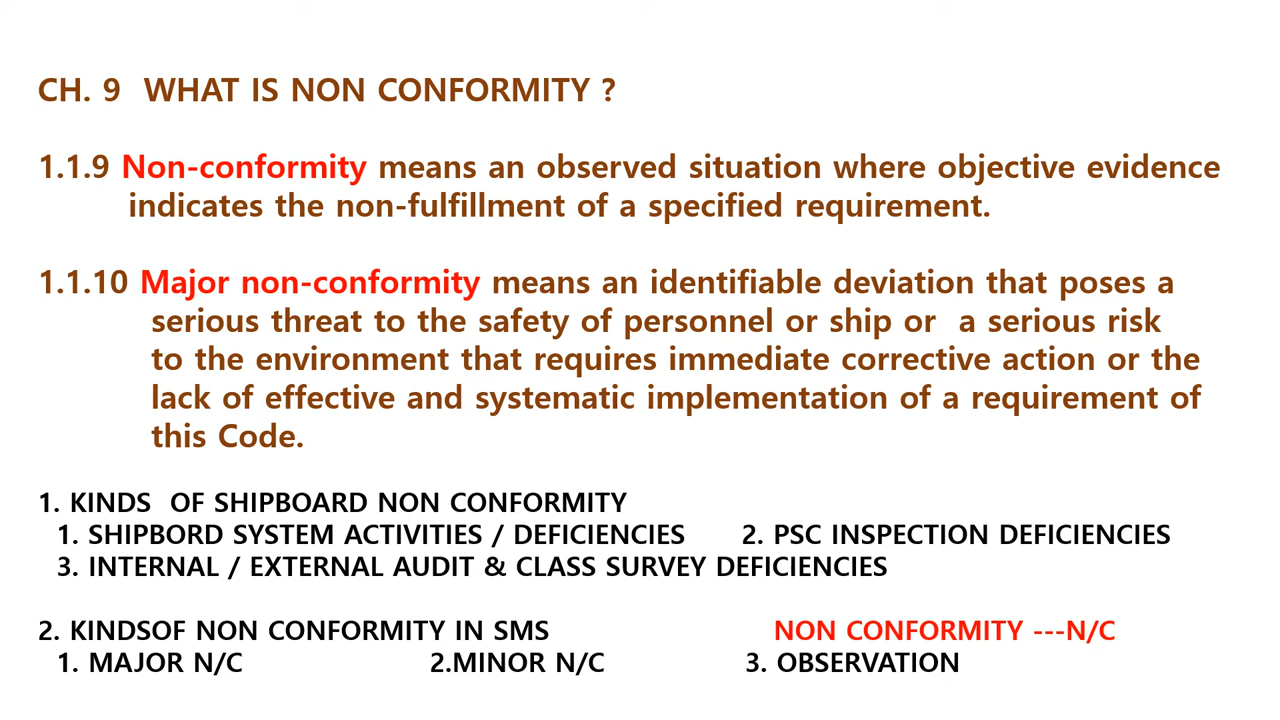 CH. 9 WHAT IS NON CONFORMITY ?
1.1.9 Non-conformity means an observed situation where objective evidence
indicates the non-fulfillment of a specified requirement.
1.1.10 Major non-conformity means an identifiable deviation that poses a
serious threat to the safety of personnel or ship or a serious risk
to the environment that requires immediate corrective action or the
lack of effective and systematic implementation of a requirement of
this Code.
1. KINDS OF SHIPBOARD NON CONFORMITY
1. SHIPBORD SYSTEM ACTIVITIES / DEFICIENCIES 2. PSC INSPECTION DEFICIENCIES
3. INTERNAL / EXTERNAL AUDIT & CLASS SURVEY DEFICIENCIES
2. KINDSOF NON CONFORMITY IN SMS NON CONFORMITY ---N/C
1. MAJOR N/C 2.MINOR N/C 3. OBSERVATION